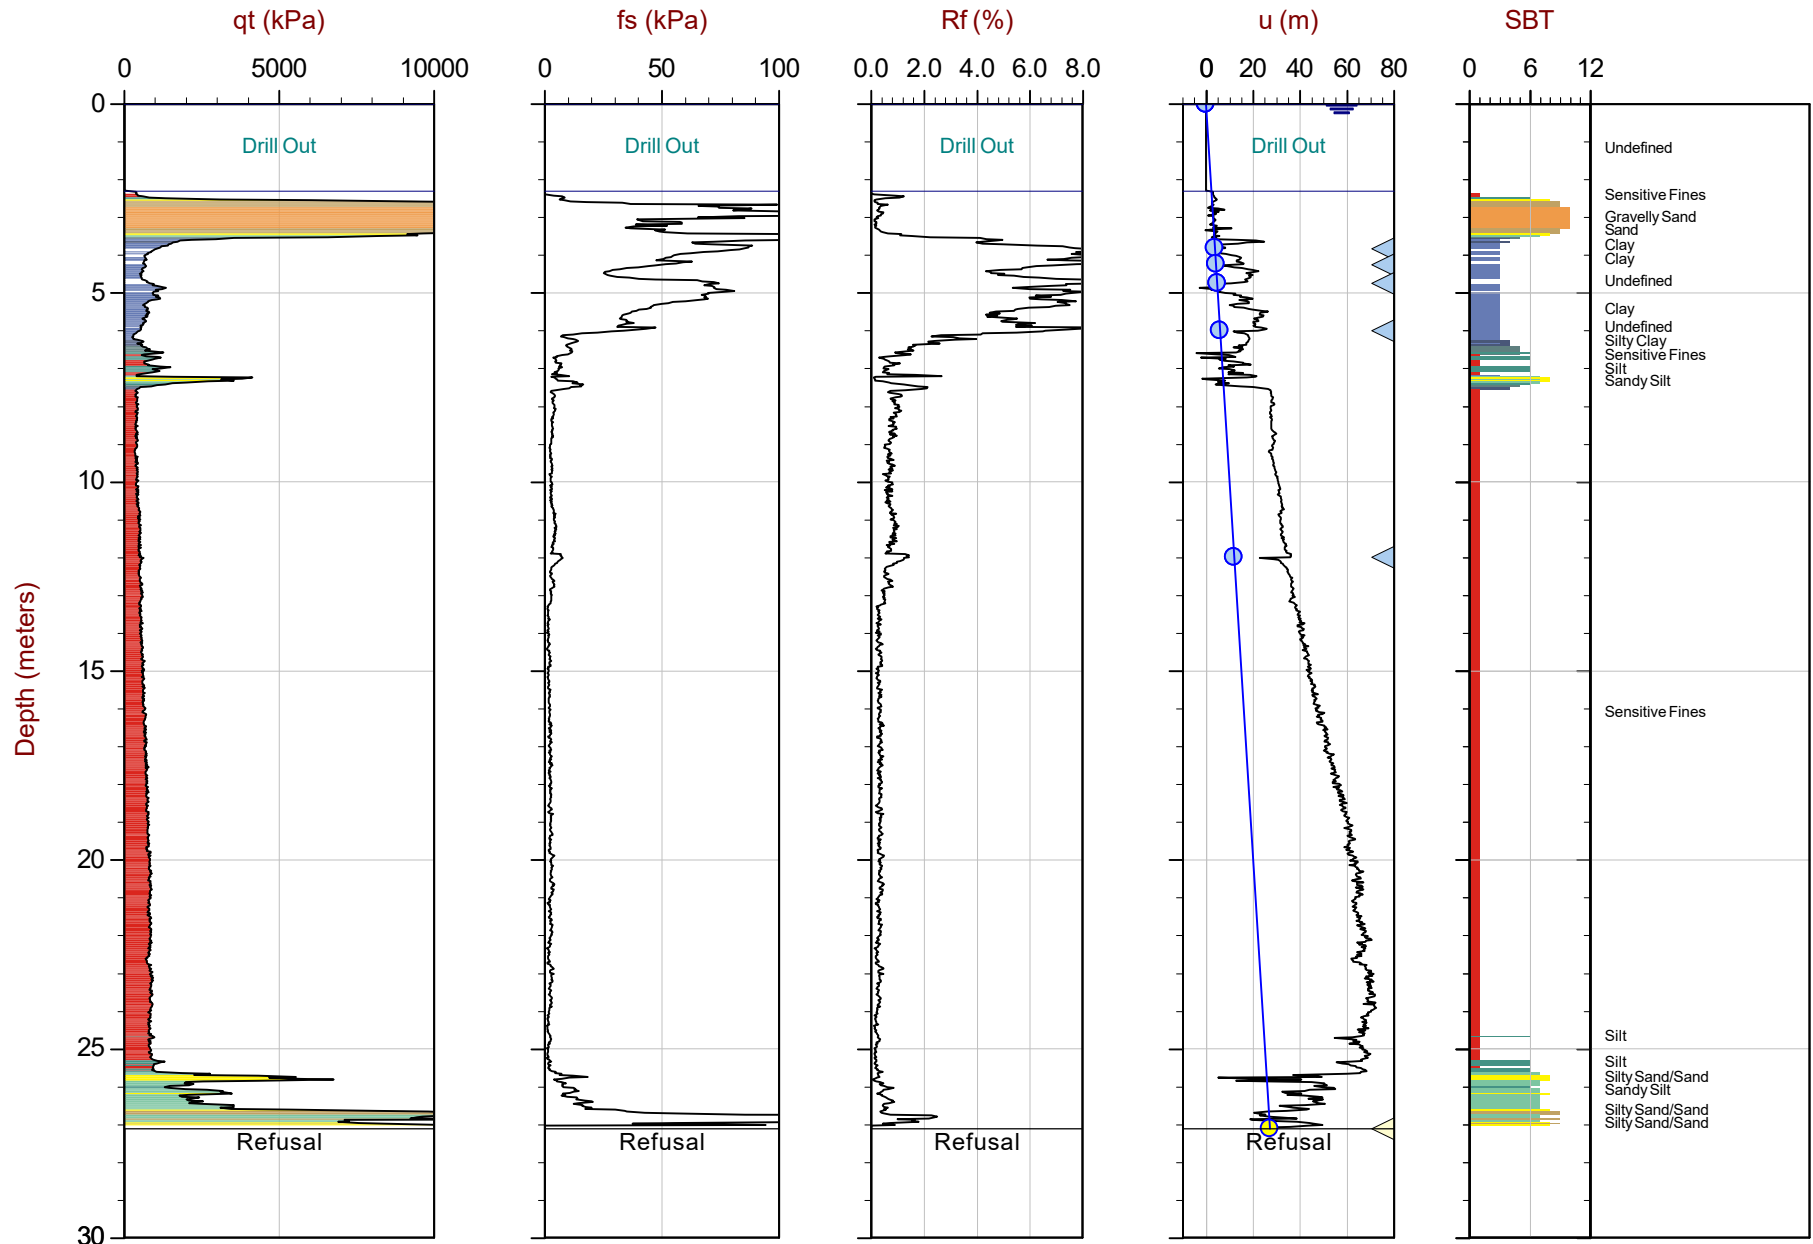 qt (kPa) fs (kPa) Rf (%) u (m) SBT
0 5000 10000 0 50 100 0.0 2.0 4.0 6.0 8.0 0 20 40 60 80 0 6 12
0
Drill Out Drill Out Drill Out Drill Out Undefined
Sensitive Fines
Gravelly Sand
Sand
Clay
Clay
Undefined
5
Clay
Undefined
Silty Clay
Sensitive Fines
Silt
Sandy Silt
10
Depth (meters)
15
Sensitive Fines
20
Silt
25
Silt
Silty Sand/Sand
Sandy Silt
Silty Sand/Sand
Silty Sand/Sand
Refusal Refusal Refusal Refusal
30